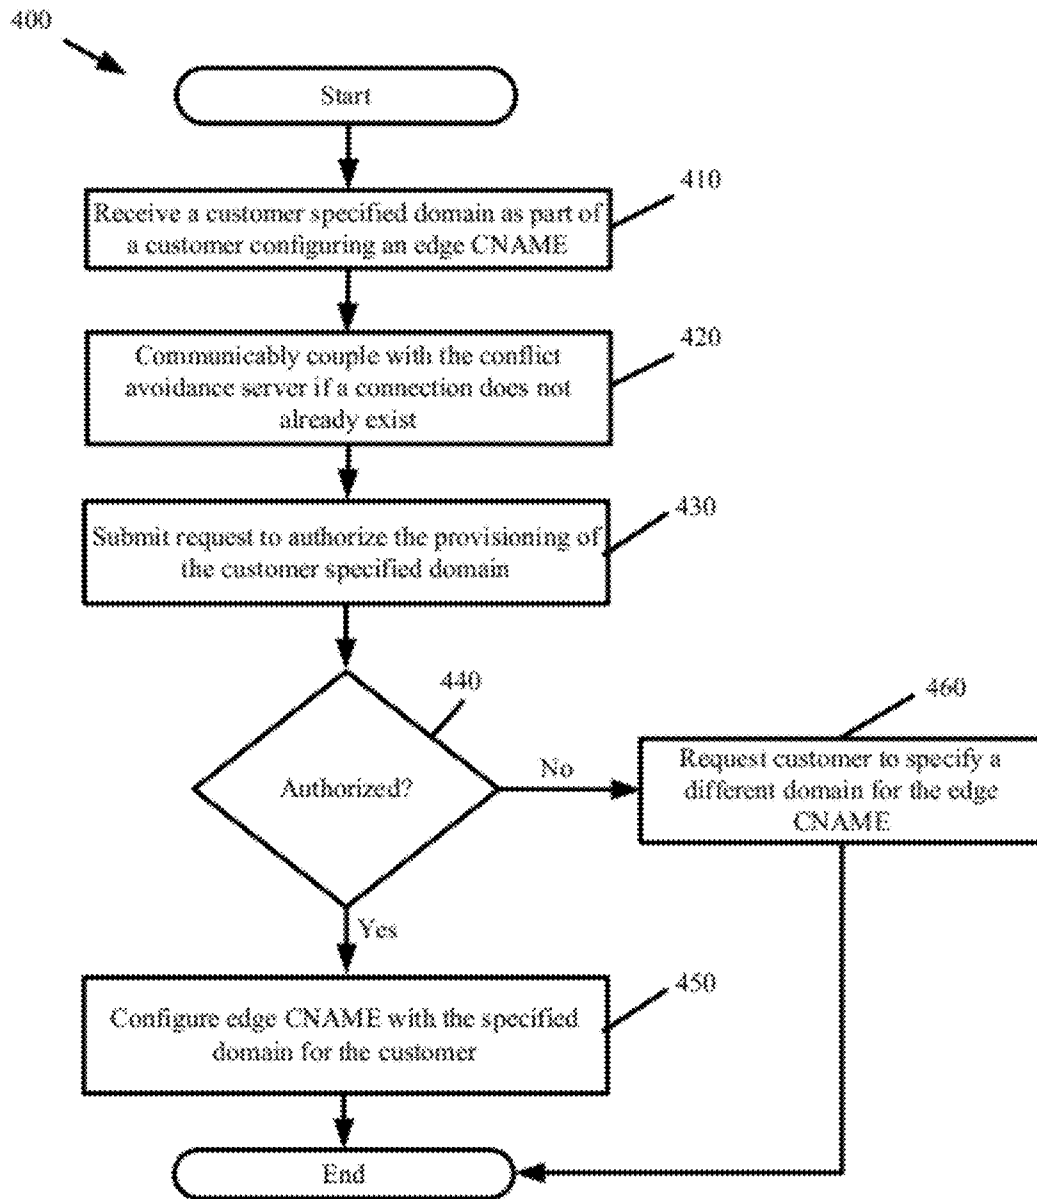 400
Start
410
Receive a customer specified domain as part of
a customer configuring an edge CNAME
420
Communicably couple with the conflict
avoidance server if a connection does not
already exist
430
Submit request to authorize the provisioning of
the customer specified domain
440
Authorized?
No
460
Request customer to specify a
different domain for the edge
CNAME
Yes
450
Configure edge CNAME with the specified
domain for the customer
End